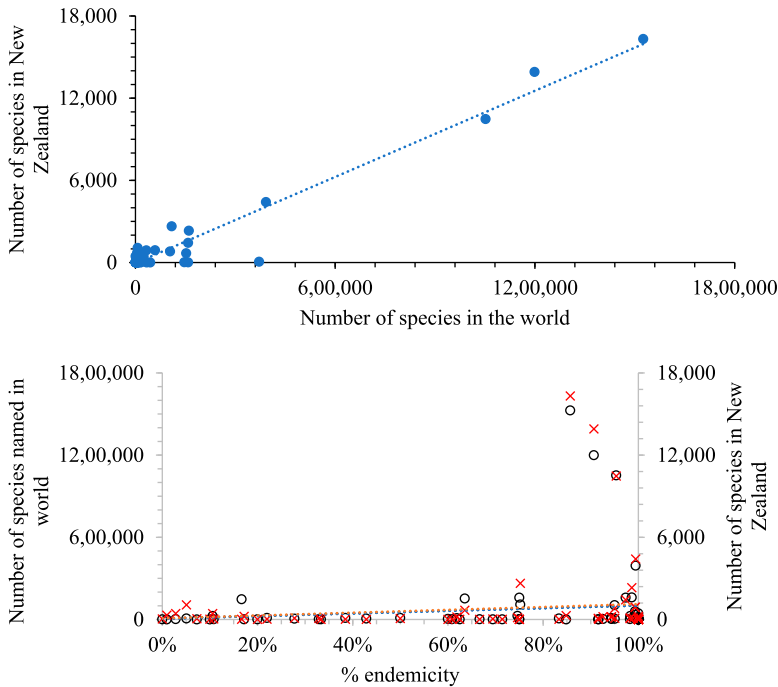 18,000
12,000
6,000
0
Number of species in New
Zealand
0
6,00,000
12,00,000
18,00,000
Number of species in the world
18,00,000
12,00,000
6,00,000
0
Number of species named in
world
18,000
12,000
6,000
0
Number of species in New
Zealand
0%
20%
40%
60%
80%
100%
% endemicity